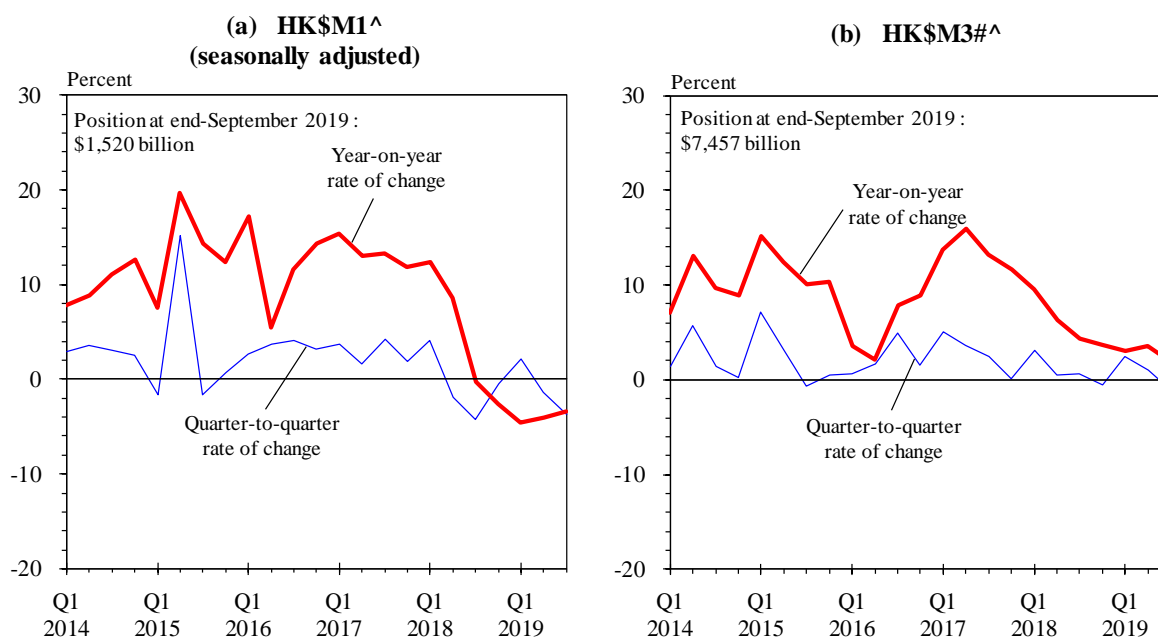 (a) HK$M1^
(seasonally adjusted)
Percent
30
20
10
0
-10
-20
Position at end-September 2019 :
$1,520 billion
Year-on-year
rate of change
Quarter-to-quarter
rate of change
Q1 Q1 Q1 Q1 Q1 Q1
2014 2015 2016 2017 2018 2019
(b) HK$M3#^
Percent
30
20
10
0
-10
-20
Position at end-September 2019 :
$7,457 billion
Year-on-year
rate of change
Quarter-to-quarter
rate of change
Q1 Q1 Q1 Q1 Q1 Q1
2014 2015 2016 2017 2018 2019